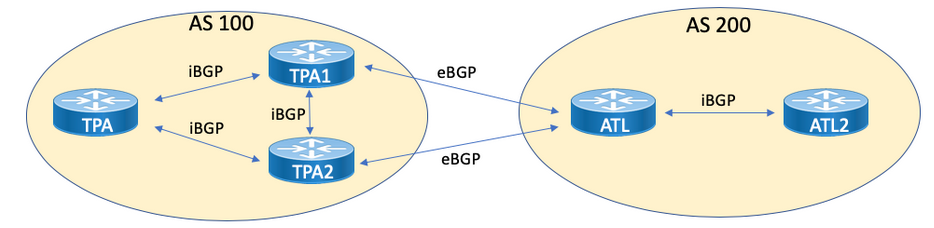 AS 100
AS 200
TPA1
eBGP
iBGP
iBGP
iBGP
TPA
ATL
iBGP
ATL2
iBGP
TPA2
eBGP